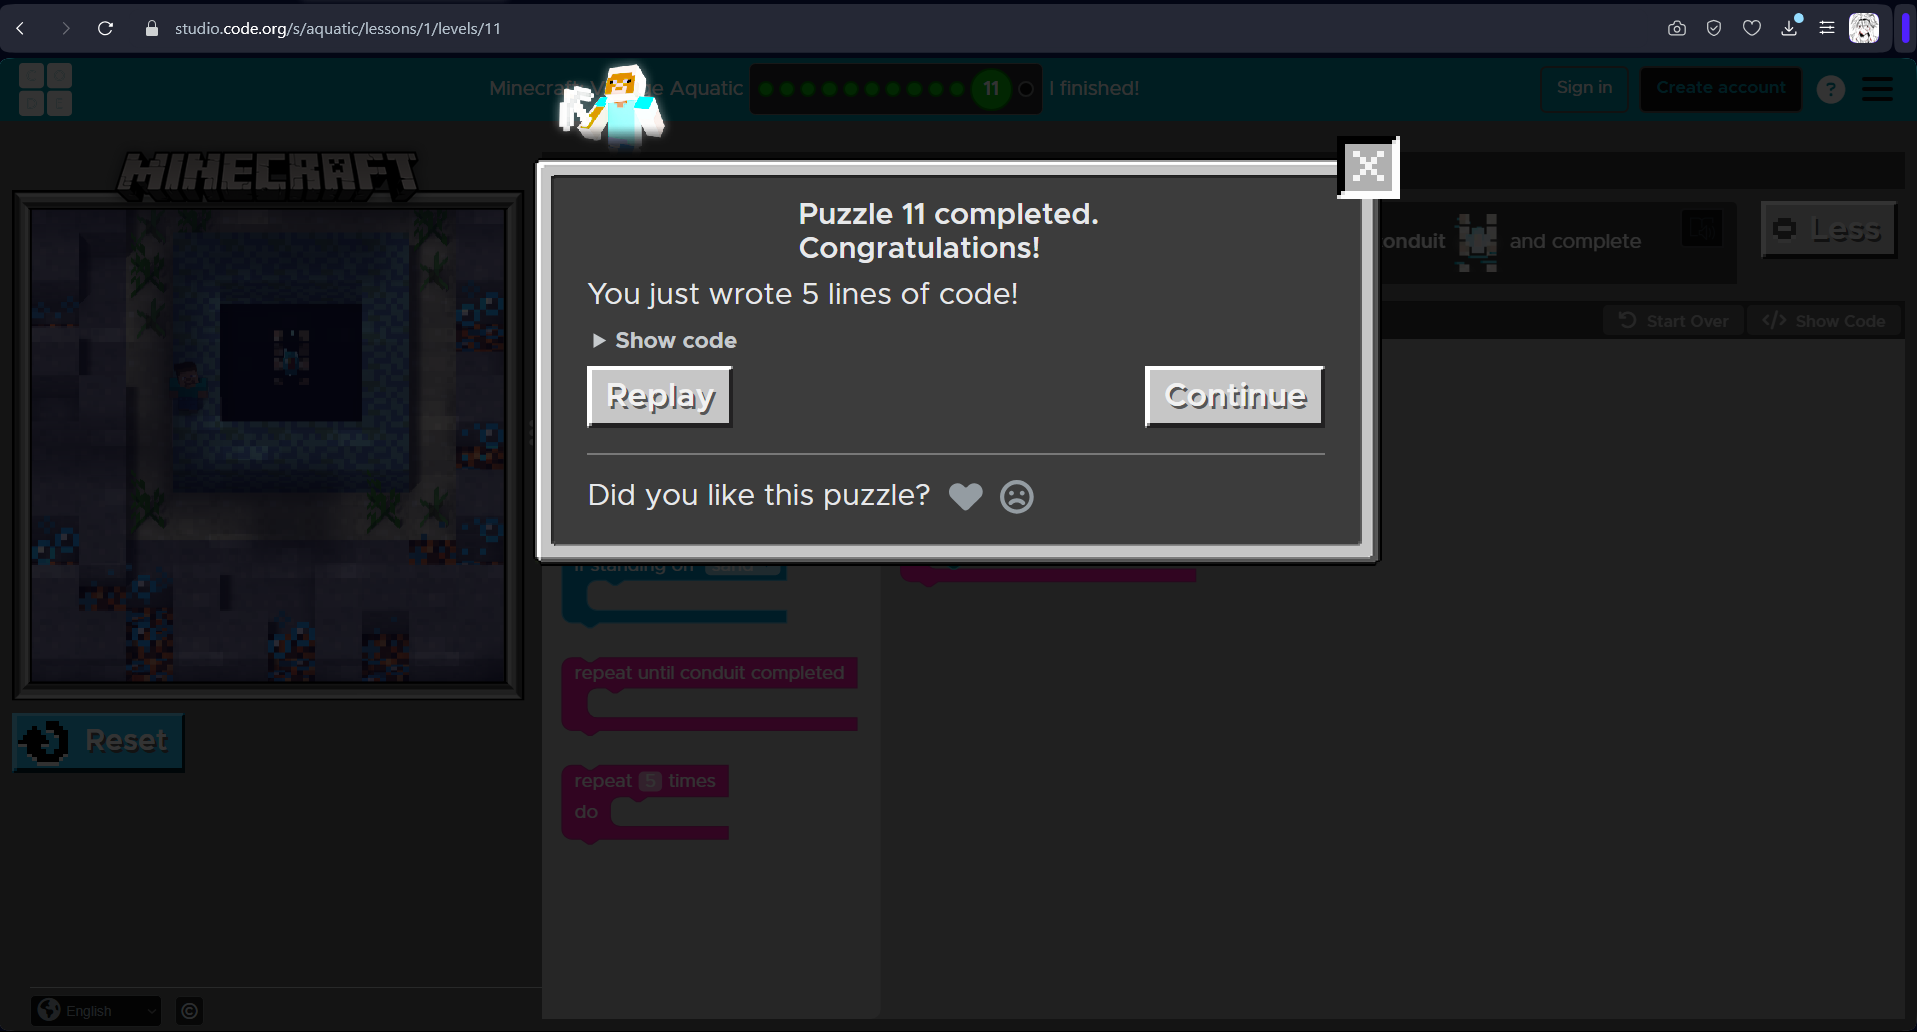 studio.code.org/s/aquatic/lessons/1/levels/11
C O
D E
Aquatic
11
I finished!
Sign in
Create account
?
MINECRAFT
Puzzle 11 completed.
Congratulations!
onduit
and complete
Less
You just wrote 5 lines of code!
Start Over
Show Code
Show code
Replay
Continue
Did you like this puzzle?
if standing on sand
repeat until conduit completed
Reset
repeat 5 times
do
English
©